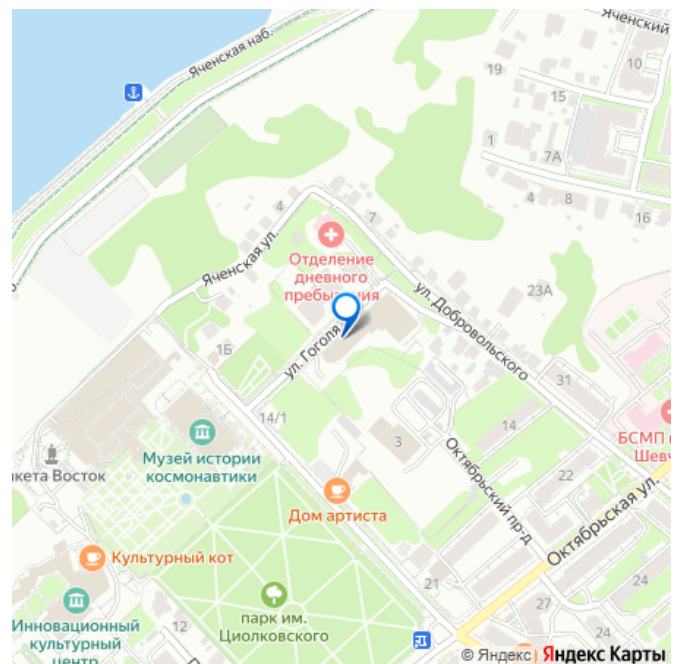 Яченская наб.
Яченский
10
19
15
1
7А
4
8
16
4
7
Отделение
дневного
пребывания
Яченская ул.
23А
ул. Добровольского
ул. Гоголя
1Б
31
14/1
14
БСМП
Шевч
3
Музей истории
космонавтики
акета Восток
22
Октябрьский пр-д
Октябрьская ул.
Дом артиста
Культурный кот
21
24
парк им.
Циолковского
27
24
Инновационный
культурный
центр
12
© Яндекс Яндекс Карты